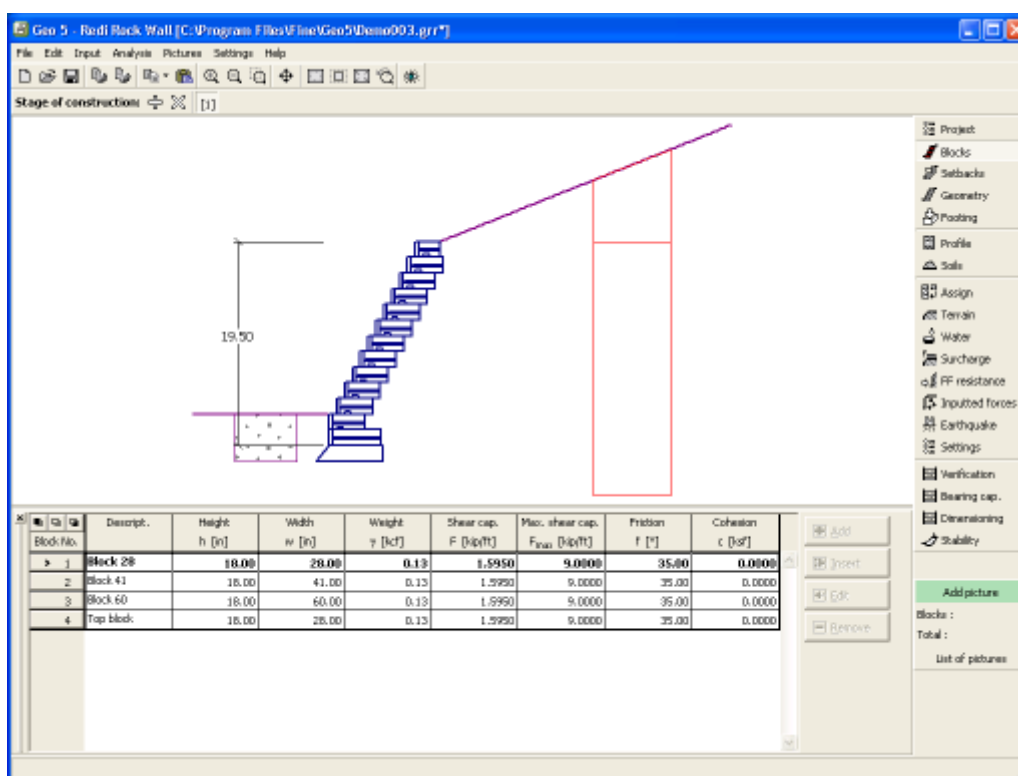 Geo 5 - Redi Rock Wall [C:\Program Files\Fine\Geo5\Demo003.grr*]
File Edit Input Analysis Pictures Settings Help
Stage of construction: [1]
Project
Blocks
Setbacks
Geometry
Footing
Profile
Soils
Assign
Terrain
Water
Surcharge
FF resistance
Inputted forces
Earthquake
Settings
Verification
Bearing cap.
Dimensioning
Stability
19.50
Block No. Descript. Height h [in] Width w [in] Weight γ [kcf] Shear cap. F [kip/ft] Max. shear cap. Fmax [kip/ft] Friction f [°] Cohesion c [ksf]
1 Block 28 18.00 28.00 0.13 1.5950 9.0000 35.00 0.0000
2 Block 41 18.00 41.00 0.13 1.5950 9.0000 35.00 0.0000
3 Block 60 18.00 60.00 0.13 1.5950 9.0000 35.00 0.0000
4 Top block 18.00 28.00 0.13 1.5950 9.0000 35.00 0.0000
Add
Insert
Edit
Remove
Add picture
Blocks :
Total :
List of pictures